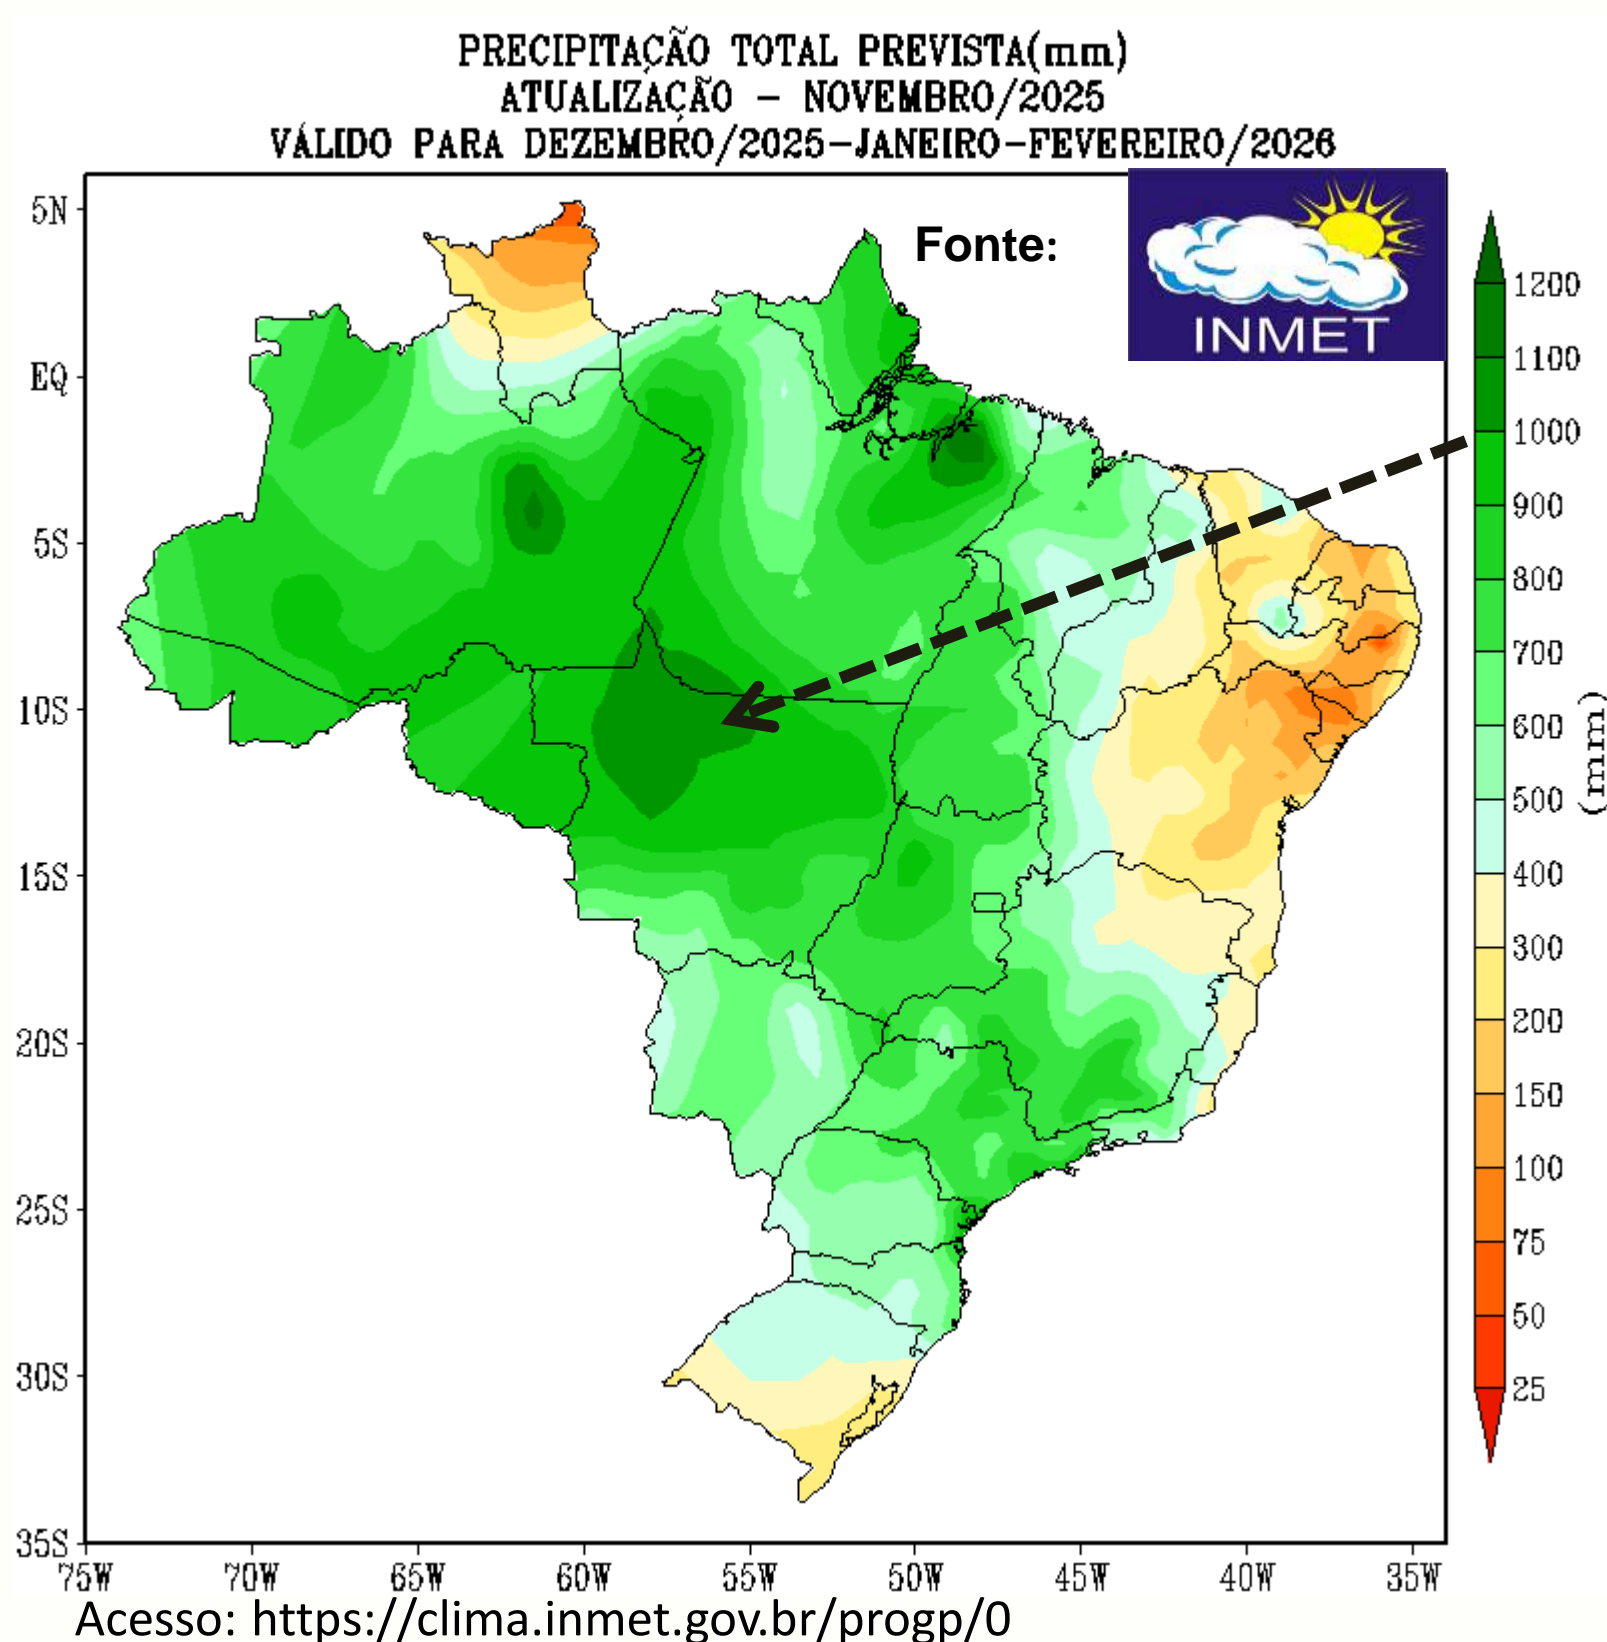 PRECIPITAÇÃO TOTAL PREVISTA(mm)
ATUALIZAÇÃO - NOVEMBRO/2025
VÁLIDO PARA DEZEMBRO/2025-JANEIRO-FEVEREIRO/2026
Fonte:
INMET
5N
EQ
5S
10S
15S
20S
25S
30S
35S
75W 70W 65W 60W 55W 50W 45W 40W 35W
1200
1100
1000
900
800
700
600
500
400
300
200
150
100
75
50
25
(mm)
Acesso: https://clima.inmet.gov.br/progp/0